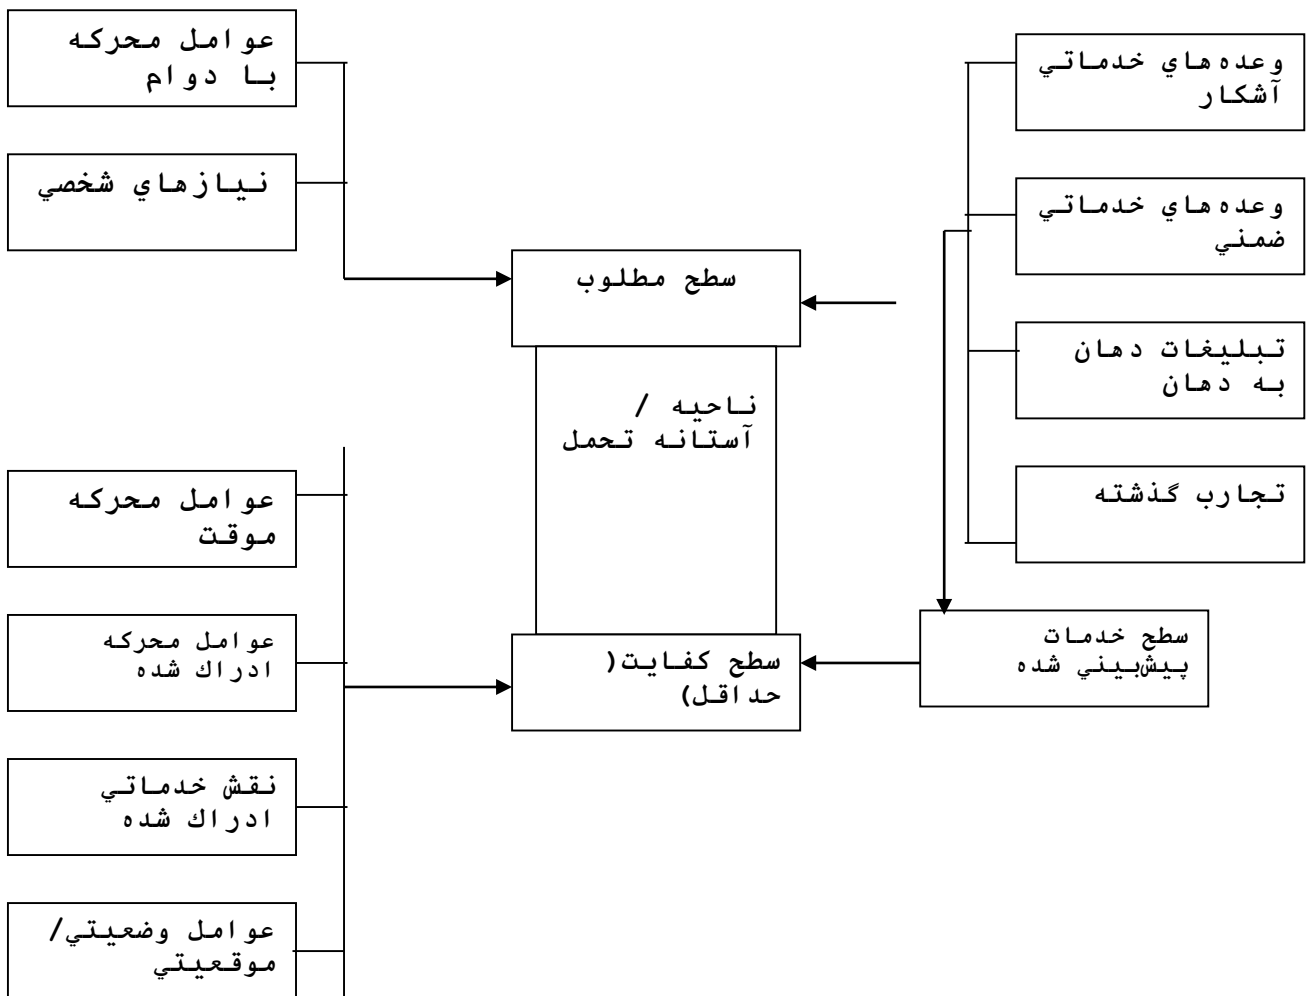 عوامل محركه
با دوام
نيازهاي شخصي
وعده‌هاي خدماتي
آشكار
وعده‌هاي خدماتي
ضمني
سطح مطلوب
تبليغات دهان
به دهان
ناحيه /
آستانه تحمل
تجارب گذشته
عوامل محركه
موقت
عوامل محركه
ادراك شده
سطح كفايت(
حداقل)
سطح خدمات
پيش‌بيني شده
نقش خدماتي
ادراك شده
عوامل وضعيتي/
موقعيتي